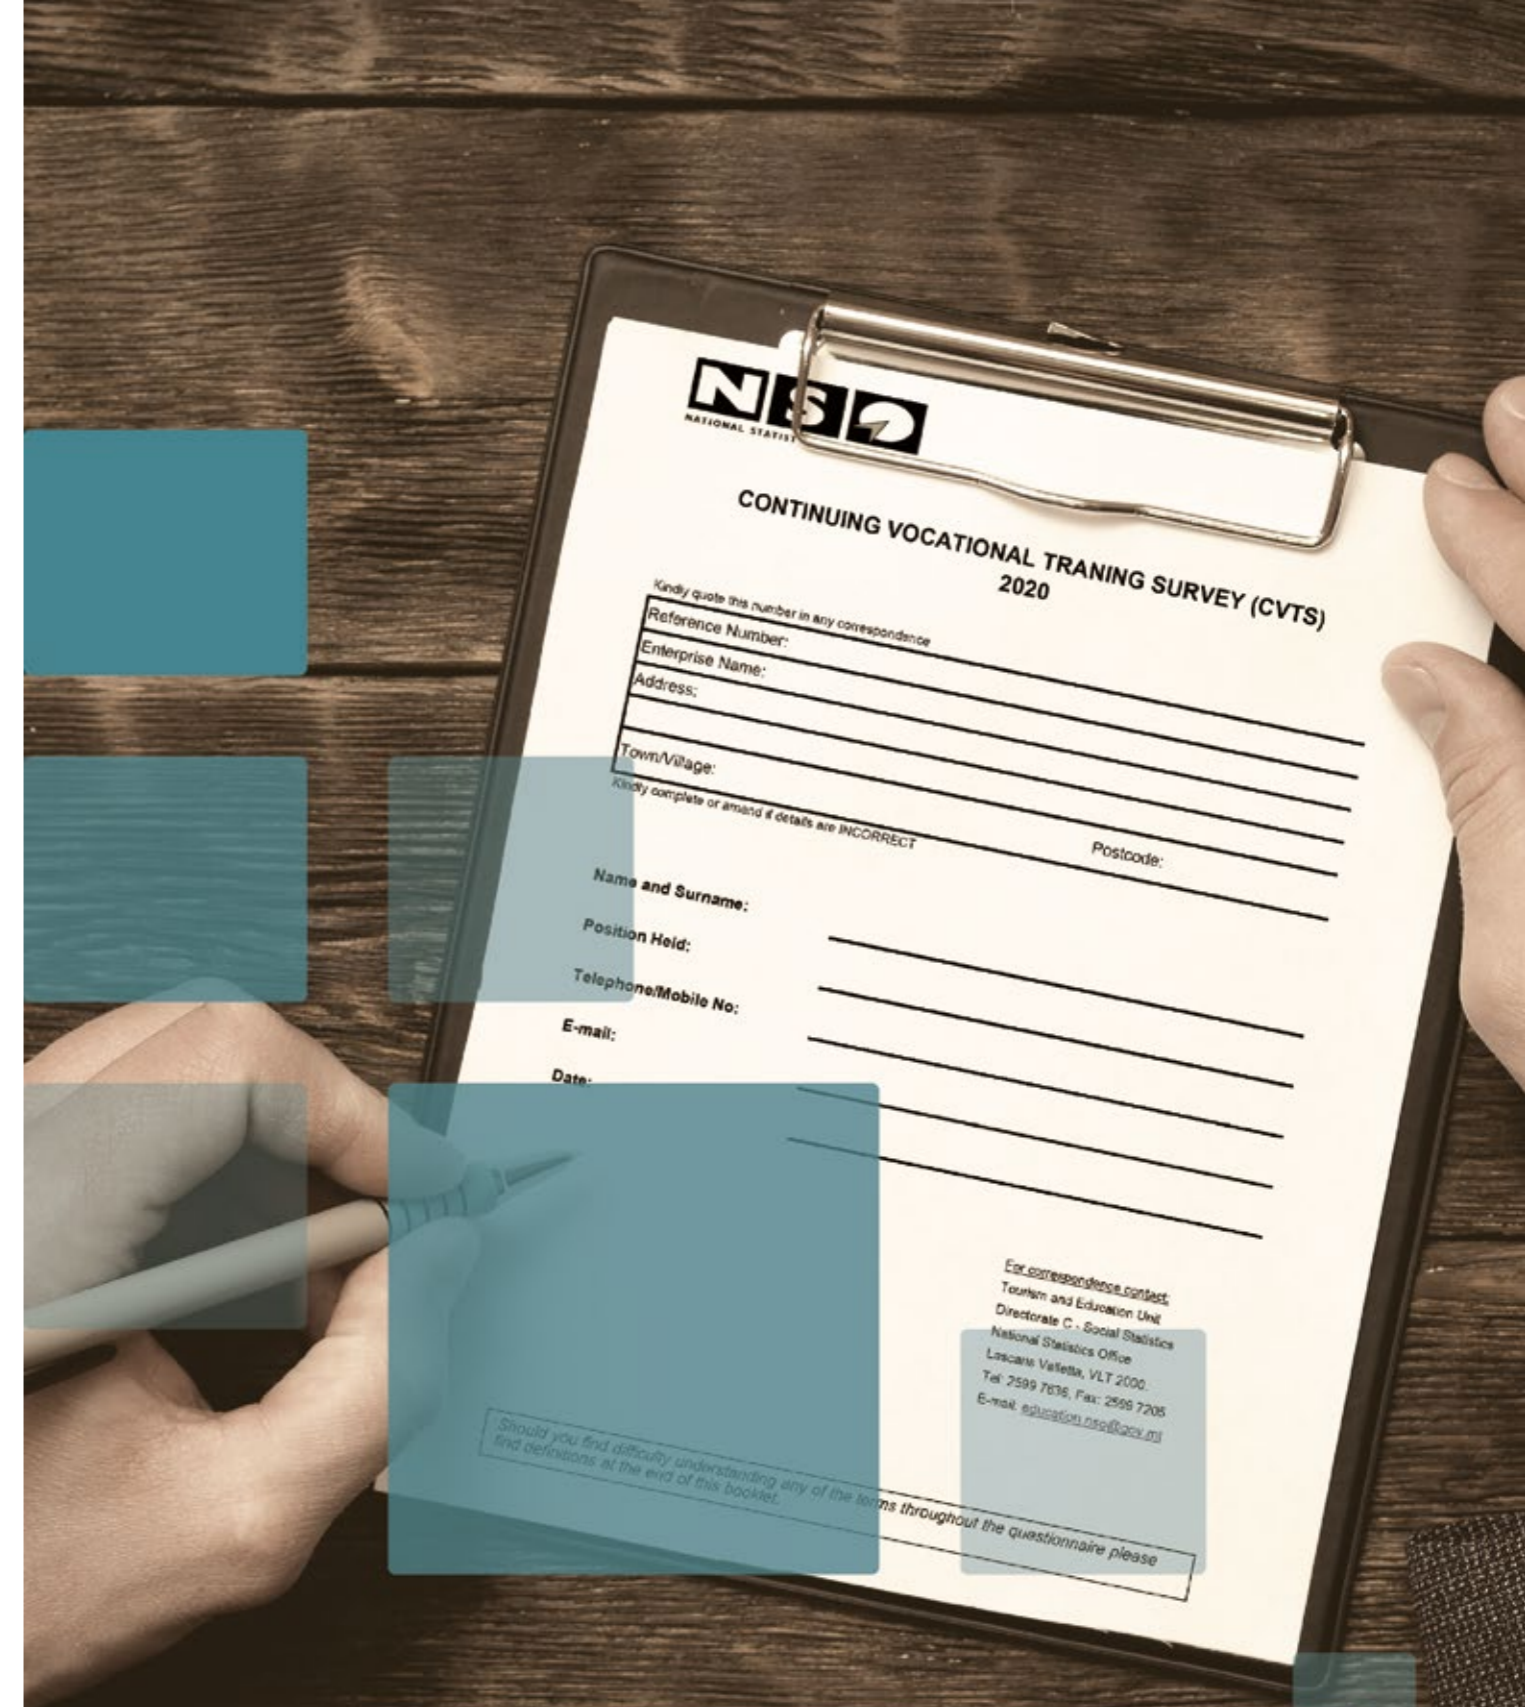 NSO
NATIONAL STATIST
CONTINUING VOCATIONAL TRANING SURVEY (CVTS)
2020
Kindly quote this number in any correspondence
Reference Number:
Enterprise Name:
Address:
Town/Village:
Postcode:
Kindly complete or amend if details are INCORRECT
Name and Surname:
Position Held:
Telephone/Mobile No:
E-mail:
Date:
For correspondence contact:
Tourism and Education Unit
Directorate C - Social Statistics
National Statistics Office
Lascaris Valletta, VLT 2000.
Tel: 2599 7636, Fax: 2599 7205
E-mail: education.nso@gov.mt
Should you find difficulty understanding any of the terms throughout the questionnaire please
find definitions at the end of this booklet.